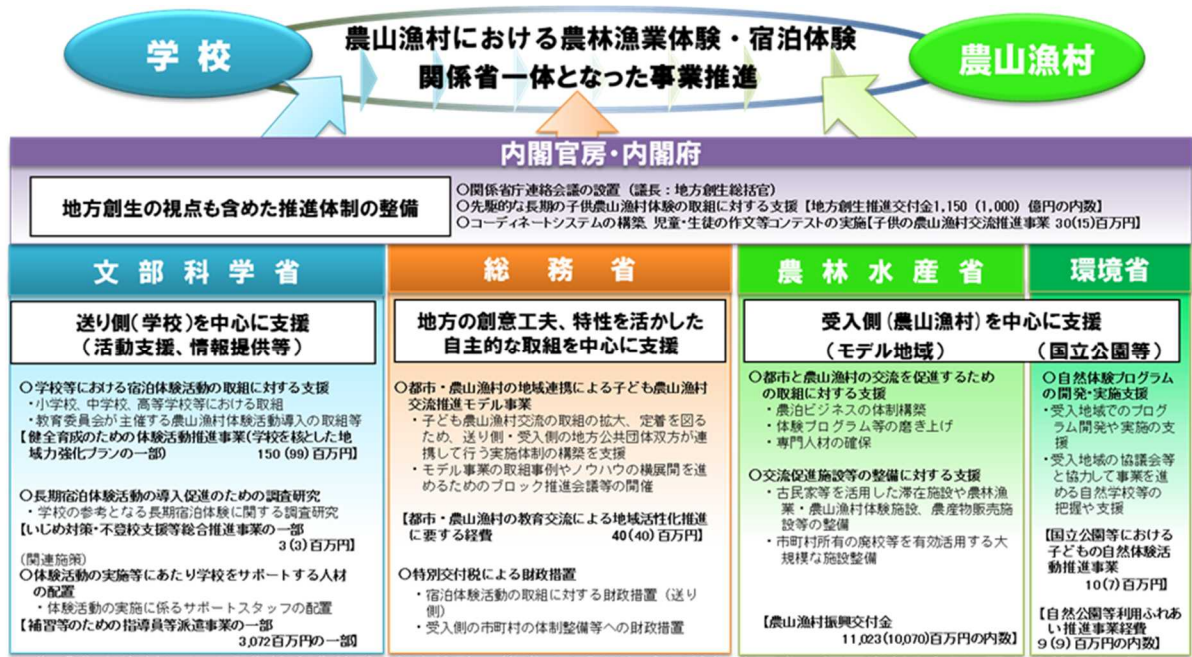 学校
農山漁村における農林漁業体験・宿泊体験
関係省一体となった事業推進
農山漁村
内閣官房・内閣府
地方創生の視点も含めた推進体制の整備
○関係省庁連絡会議の設置（議長：地方創生総括官）
○先駆的な長期の子供農山漁村体験の取組に対する支援【地方創生推進交付金1,150（1,000）億円の内数】
○コーディネートシステムの構築、児童・生徒の作文等コンテストの実施【子供の農山漁村交流推進事業 30(15)百万円】
文部科学省
送り側（学校）を中心に支援
（活動支援、情報提供等）
○学校等における宿泊体験活動の取組に対する支援
・小学校、中学校、高等学校等における取組
・教育委員会が主催する農山漁村体験活動導入の取組等
【健全育成のための体験活動推進事業（学校を核とした地
域力強化プランの一部） 150（99）百万円】
○長期宿泊体験活動の導入促進のための調査研究
・学校の参考となる長期宿泊体験に関する調査研究
【いじめ対策・不登校支援等総合推進事業の一部
3（3）百万円】
(関連施策)
○体験活動の実施等にあたり学校をサポートする人材
の配置
・体験活動の実施に係るサポートスタッフの配置
【補習等のための指導員等派遣事業の一部
3,072百万円の一部】
総務省
地方の創意工夫、特性を活かした
自主的な取組を中心に支援
○都市・農山漁村の地域連携による子ども農山漁村
交流推進モデル事業
・子ども農山漁村交流の取組の拡大、定着を図る
ため、送り側・受入側の地方公共団体双方が連
携して行う実施体制の構築を支援
・モデル事業の取組事例やノウハウの横展開を進
めるためのブロック推進会議等の開催
【都市・農山漁村の教育交流による地域活性化推進
に要する経費 40（40）百万円】
○特別交付税による財政措置
・宿泊体験活動の取組に対する財政措置（送り
側）
・受入側の市町村の体制整備等への財政措置
農林水産省
環境省
受入側（農山漁村）を中心に支援
（モデル地域）
（国立公園等）
○都市と農山漁村の交流を促進するため
の取組に対する支援
・農泊ビジネスの体制構築
・体験プログラム等の磨き上げ
・専門人材の確保
○交流促進施設等の整備に対する支援
・古民家等を活用した滞在施設や農林漁
業・農山漁村体験施設、農産物販売施
設等の整備
・市町村所有の廃校等を有効活用する大
規模な施設整備
【農山漁村振興交付金
11,023(10,070)百万円の内数】
○自然体験プログラム
の開発・実施支援
・受入地域でのプログ
ラム開発や実施の支
援
・受入地域の協議会等
と協力して事業を進
める自然学校等の
把握や支援
【国立公園等における
子どもの自然体験活
動推進事業
10(7)百万円】
【自然公園等利用ふれあ
い推進事業経費
9（9）百万円の内数】